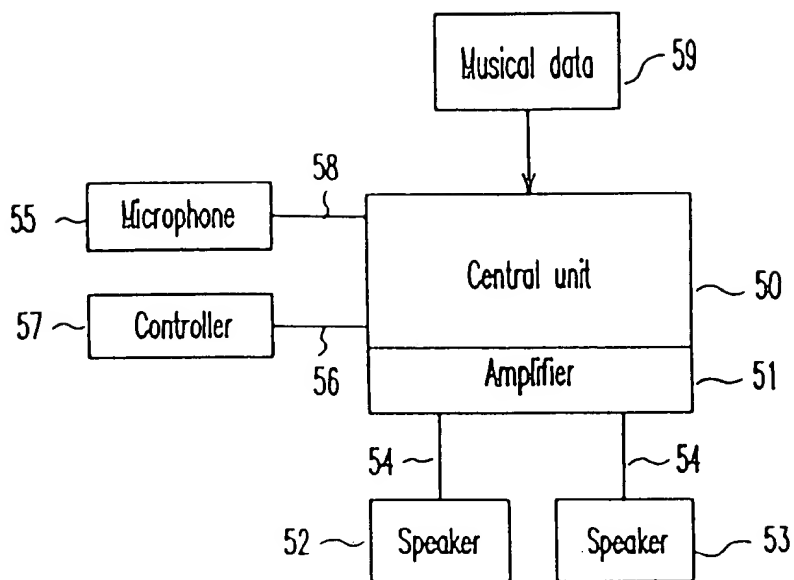 Musical data
59
58
55
Microphone
Central unit
50
57
Controller
56
Amplifier
51
54
54
52
Speaker
Speaker
53